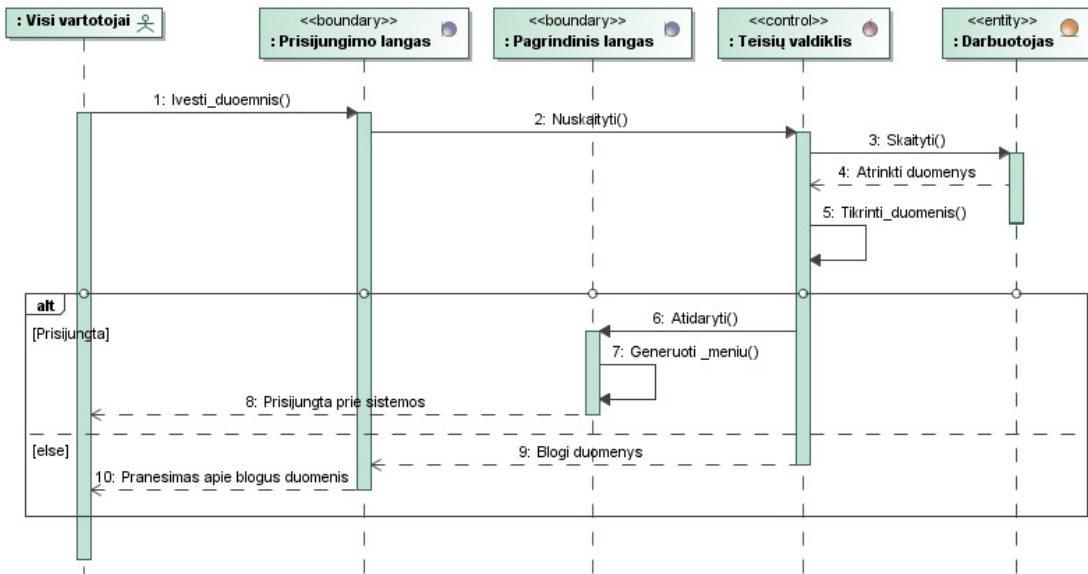 : Visi vartotojai
<<boundary>>
: Prisijungimo langas
<<boundary>>
: Pagrindinis langas
<<control>>
: Teisių valdiklis
<<entity>>
: Darbuotojas
1: Ivesti_duoemnis()
2: Nuskaityti()
3: Skaityti()
4: Atrinkti duomenys
5: Tikrinti_duomenis()
alt
[Prisijungta]
6: Atidaryti()
7: Generuoti _meniu()
8: Prisijungta prie sistemos
[else]
9: Blogi duomenys
10: Pranesimas apie blogus duomenis